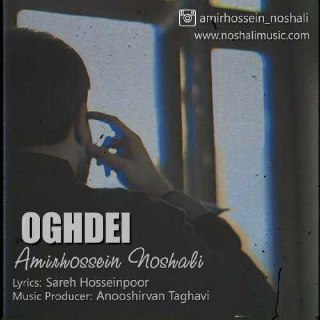 amirhossein_noshali
www.noshalimusic.com
OGHDEI
Amirhossein Noshali
Lyrics: Sareh Hosseinpoor
Music Producer: Anooshirvan Taghavi